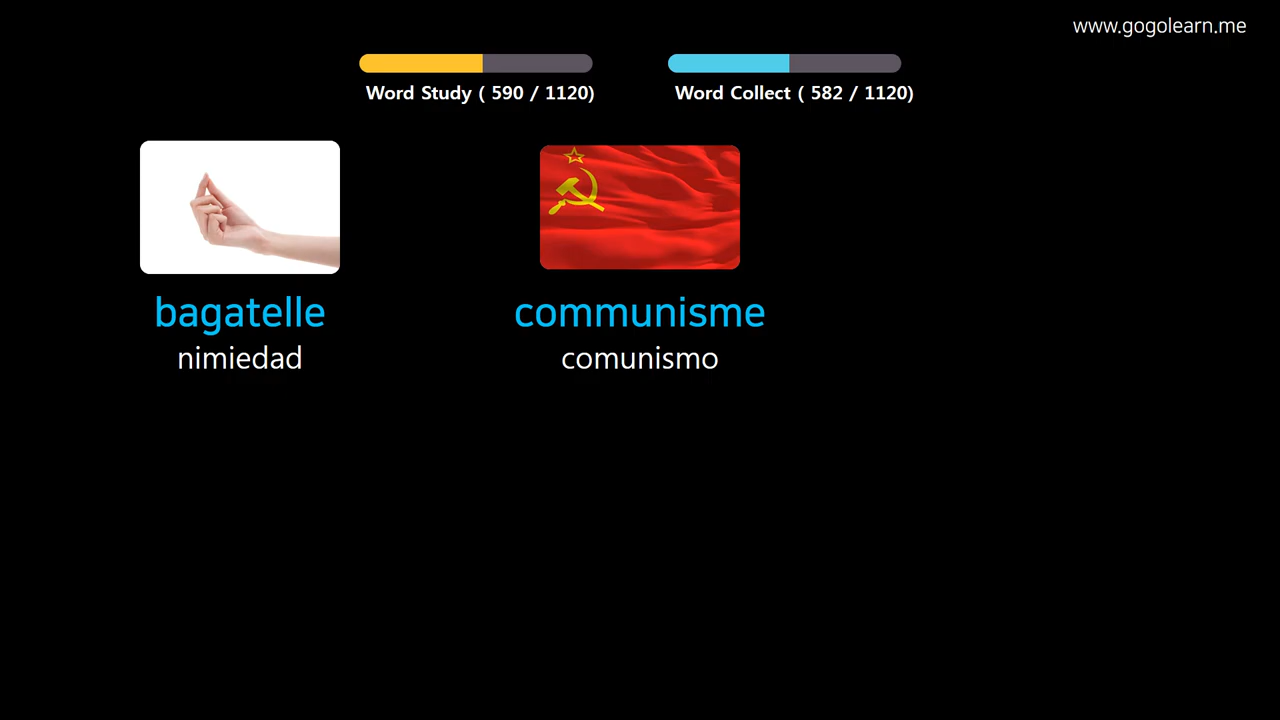 www.gogolearn.me
Word Study ( 590 / 1120)
Word Collect ( 582 / 1120)
bagatelle
nimiedad
communisme
comunismo